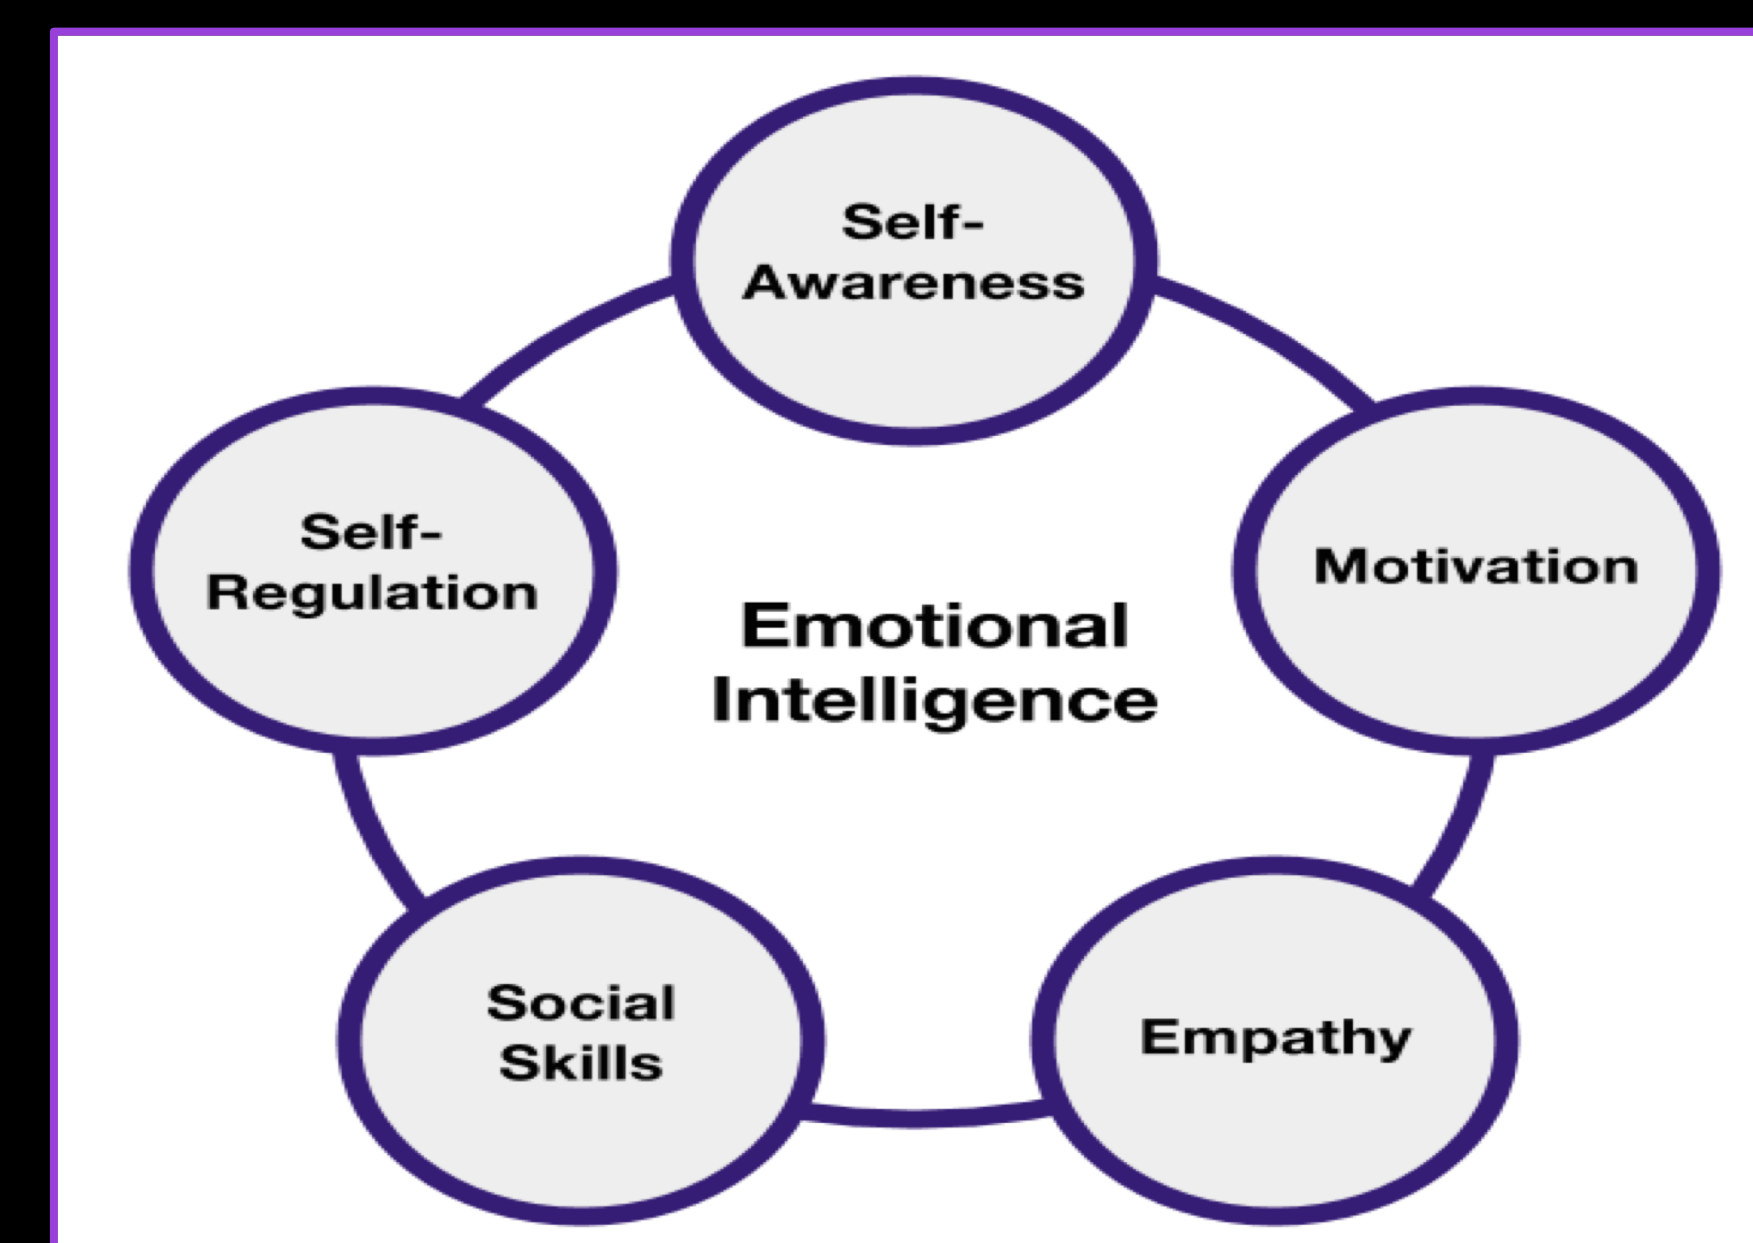 Self-
Awareness
Self-
Regulation
Motivation
Emotional
Intelligence
Social
Skills
Empathy